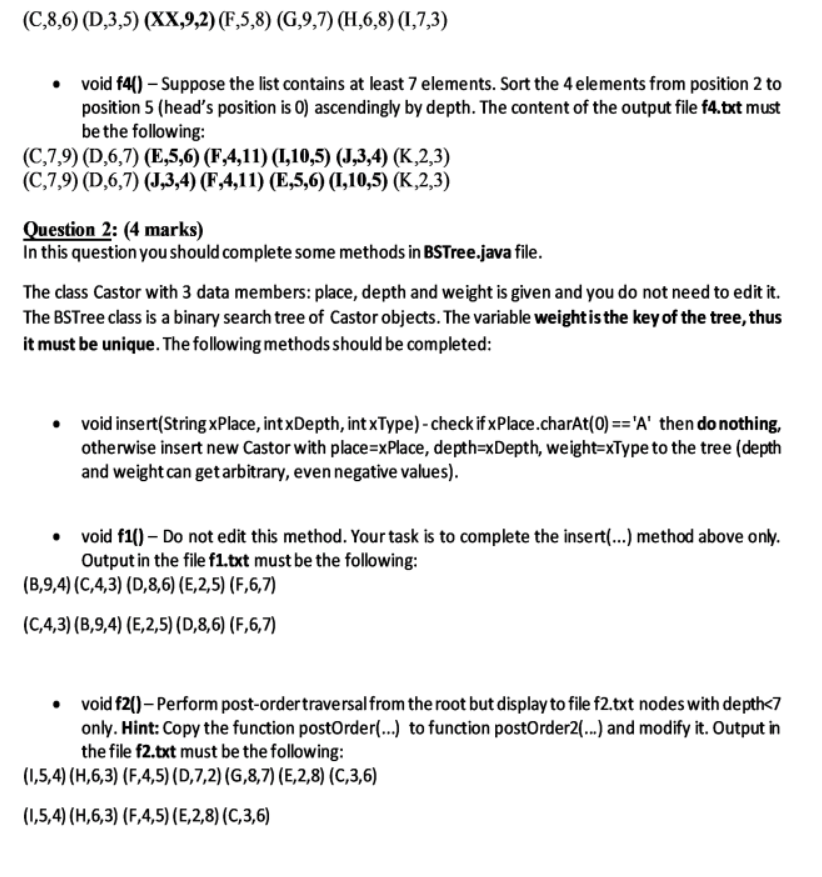 (C,8,6) (D,3,5) (XX,9,2) (F,5,8) (G,9,7) (H,6,8) (I,7,3)
• void f4() – Suppose the list contains at least 7 elements. Sort the 4 elements from position 2 to
position 5 (head's position is 0) ascendingly by depth. The content of the output file f4.txt must
be the following:
(C,7,9) (D,6,7) (E,5,6) (F,4,11) (I,10,5) (J,3,4) (K,2,3)
(C,7,9) (D,6,7) (J,3,4) (F,4,11) (E,5,6) (I,10,5) (K,2,3)
Question 2: (4 marks)
In this question you should complete some methods in BSTree.java file.
The class Castor with 3 data members: place, depth and weight is given and you do not need to edit it.
The BSTree class is a binary search tree of Castor objects. The variable weight is the key of the tree, thus
it must be unique. The following methods should be completed:
• void insert(String xPlace, int xDepth, int xType) - check if xPlace.charAt(0) == 'A' then do nothing,
otherwise insert new Castor with place=xPlace, depth=xDepth, weight=xType to the tree (depth
and weight can get arbitrary, even negative values).
• void f1() – Do not edit this method. Your task is to complete the insert(...) method above only.
Output in the file f1.txt must be the following:
(B,9,4) (C,4,3) (D,8,6) (E,2,5) (F,6,7)
(C,4,3) (B,9,4) (E,2,5) (D,8,6) (F,6,7)
• void f2() – Perform post-order traversal from the root but display to file f2.txt nodes with depth<7
only. Hint: Copy the function postOrder(...) to function postOrder2(...) and modify it. Output in
the file f2.txt must be the following:
(I,5,4) (H,6,3) (F,4,5) (D,7,2) (G,8,7) (E,2,8) (C,3,6)
(I,5,4) (H,6,3) (F,4,5) (E,2,8) (C,3,6)